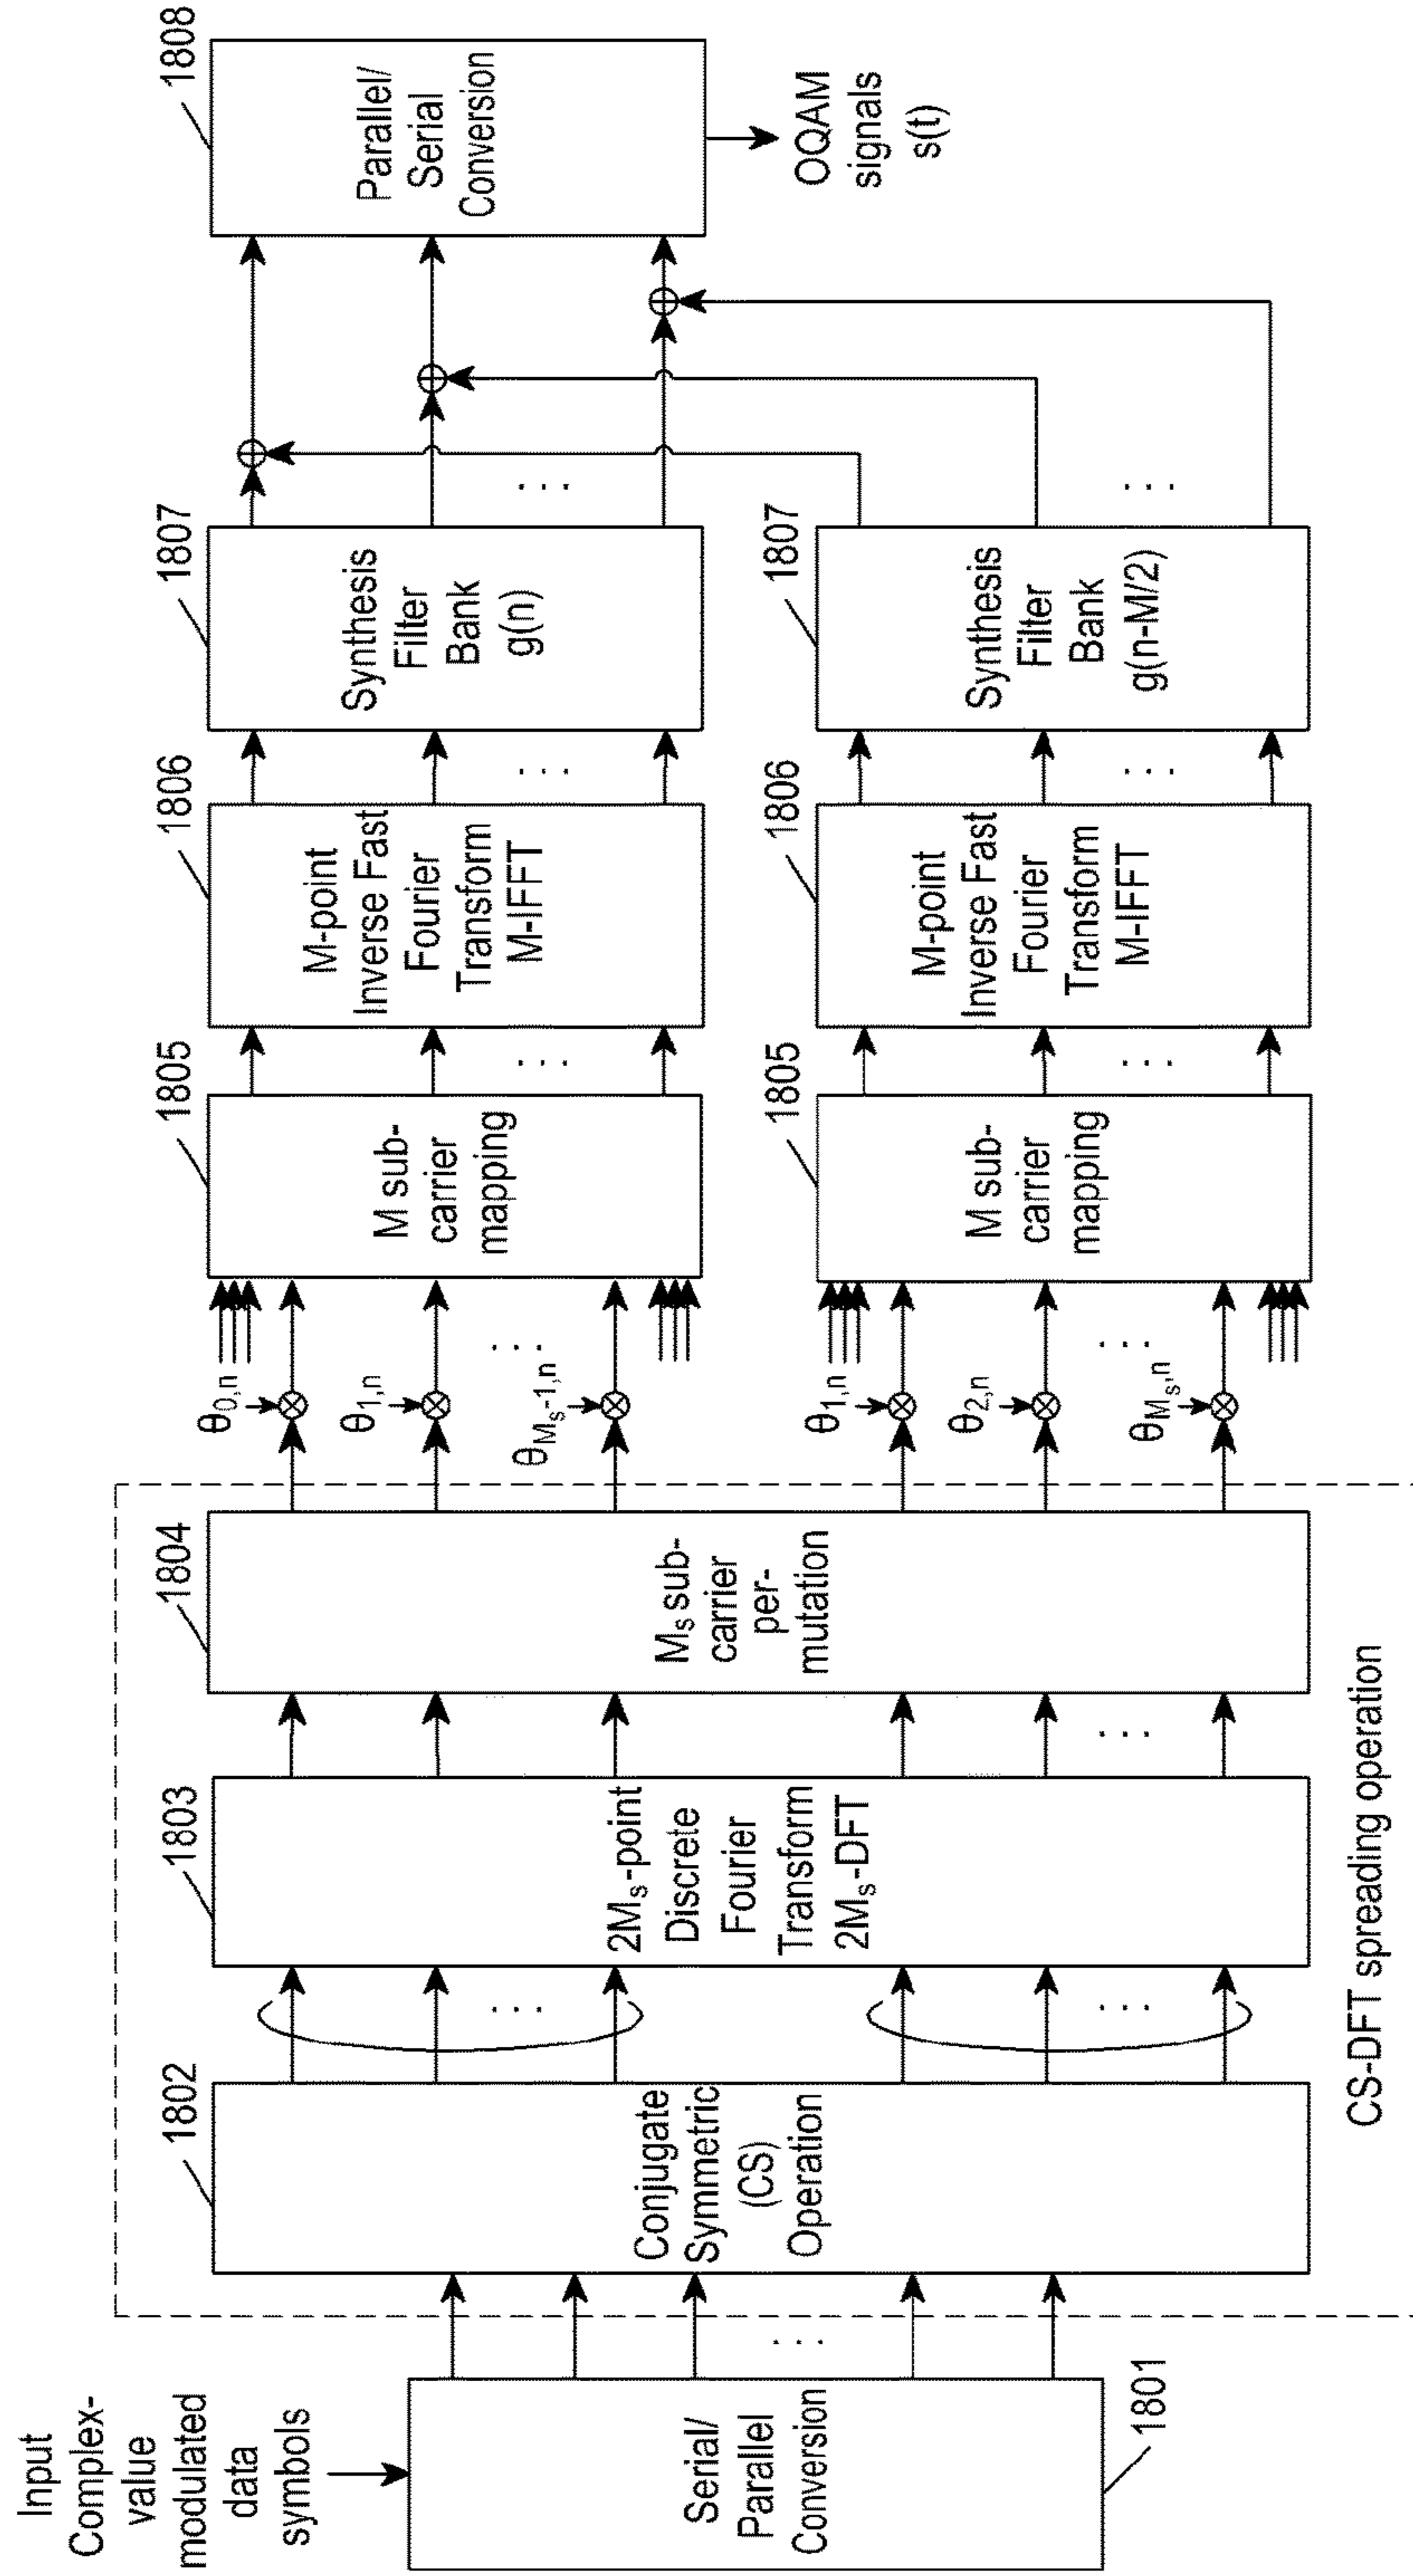 Input
Complex-
value
modulated
data
symbols
Serial/
Parallel
Conversion
1801
1802
Conjugate
Symmetric
(CS)
Operation
. . .
. . .
. . .
1803
2Mₛ-point
Discrete
Fourier
Transform
2Mₛ-DFT
. . .
1804
Mₛ sub-
carrier
per-
mutation
CS-DFT spreading operation
θ₀,ₙ
θ₁,ₙ
θMₛ-1,n
. . .
θ₁,ₙ
θ₂,ₙ
θMₛ,n
. . .
1805
M sub-
carrier
mapping
. . .
1805
M sub-
carrier
mapping
. . .
1806
M-point
Inverse Fast
Fourier
Transform
M-IFFT
. . .
1806
M-point
Inverse Fast
Fourier
Transform
M-IFFT
. . .
1807
Synthesis
Filter
Bank
g(n)
. . .
1807
Synthesis
Filter
Bank
g(n-M/2)
. . .
1808
Parallel/
Serial
Conversion
OQAM
signals
s(t)